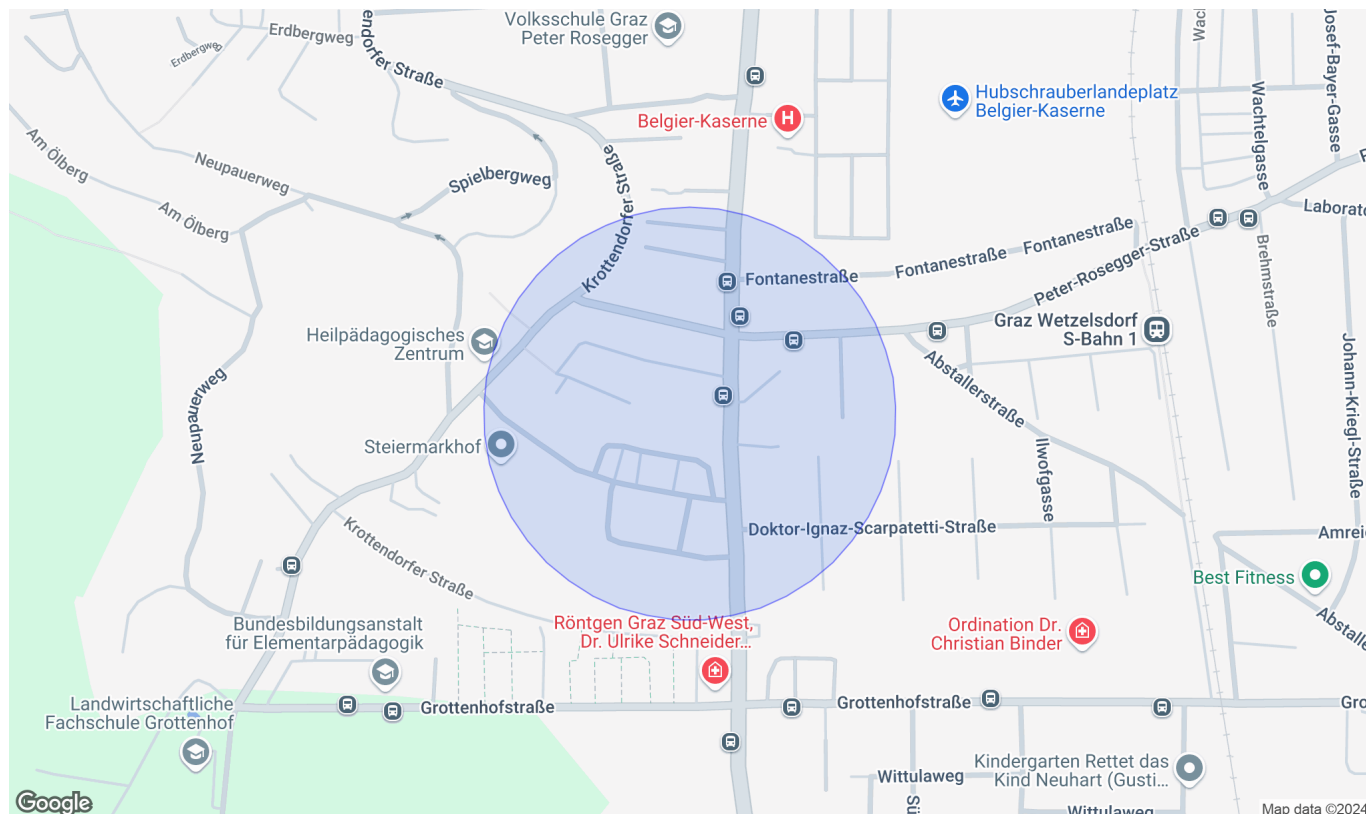 Volksschule Graz
Peter Rosegger
Erdbergweg
Erdbergweg
endorfer Straße
Hubschrauberlandeplatz
Belgier-Kaserne
Belgier-Kaserne
Wachtelgasse
Josef-Bayer-Gasse
Am Ölberg
Neupauerweg
Spielbergweg
Krottendorfer Straße
Am Ölberg
Fontanestraße
Fontanestraße
Fontanestraße
Peter-Rosegger-Straße
Brehmstraße
Heilpädagogisches
Zentrum
Graz Wetzelsdorf
S-Bahn 1
Abstallerstraße
Johann-Kriegl-Straße
Neupauerweg
Steiermarkhof
Ilwofgasse
Doktor-Ignaz-Scarpatetti-Straße
Krottendorfer Straße
Best Fitness
Bundesbildungsanstalt
für Elementarpädagogik
Röntgen Graz Süd-West,
Dr. Ulrike Schneider...
Ordination Dr.
Christian Binder
Landwirtschaftliche
Fachschule Grottenhof
Grottenhofstraße
Grottenhofstraße
Kindergarten Rettet das
Kind Neuhart (Gusti...
Wittulaweg
Wittulaweg
Google
Map data ©2024